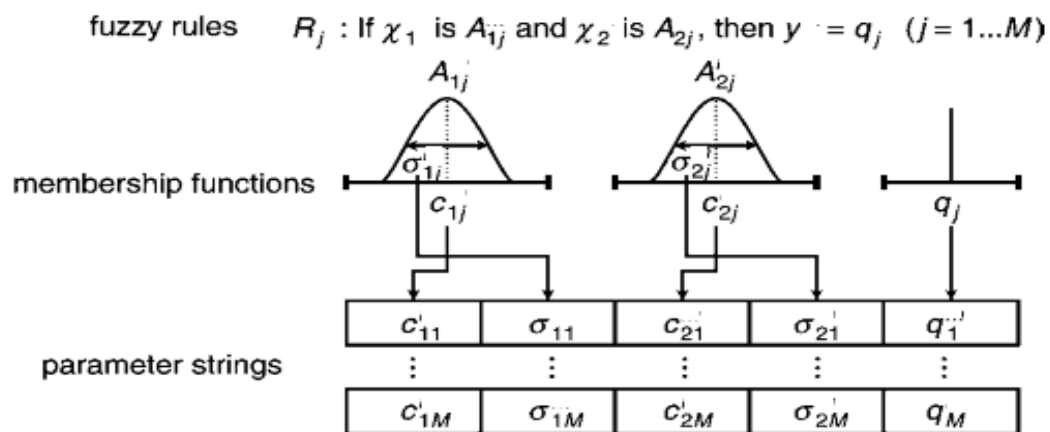 fuzzy rules R_j : If χ_1 is A_1j and χ_2 is A_2j, then y = q_j (j = 1...M)
A_1j A_2j
σ_1j σ_2j
membership functions
c_1j c_2j q_j
c_11 σ_11 c_21 σ_21 q_1
parameter strings ⋮ ⋮ ⋮ ⋮ ⋮
c_1M σ_1M c_2M σ_2M q_M